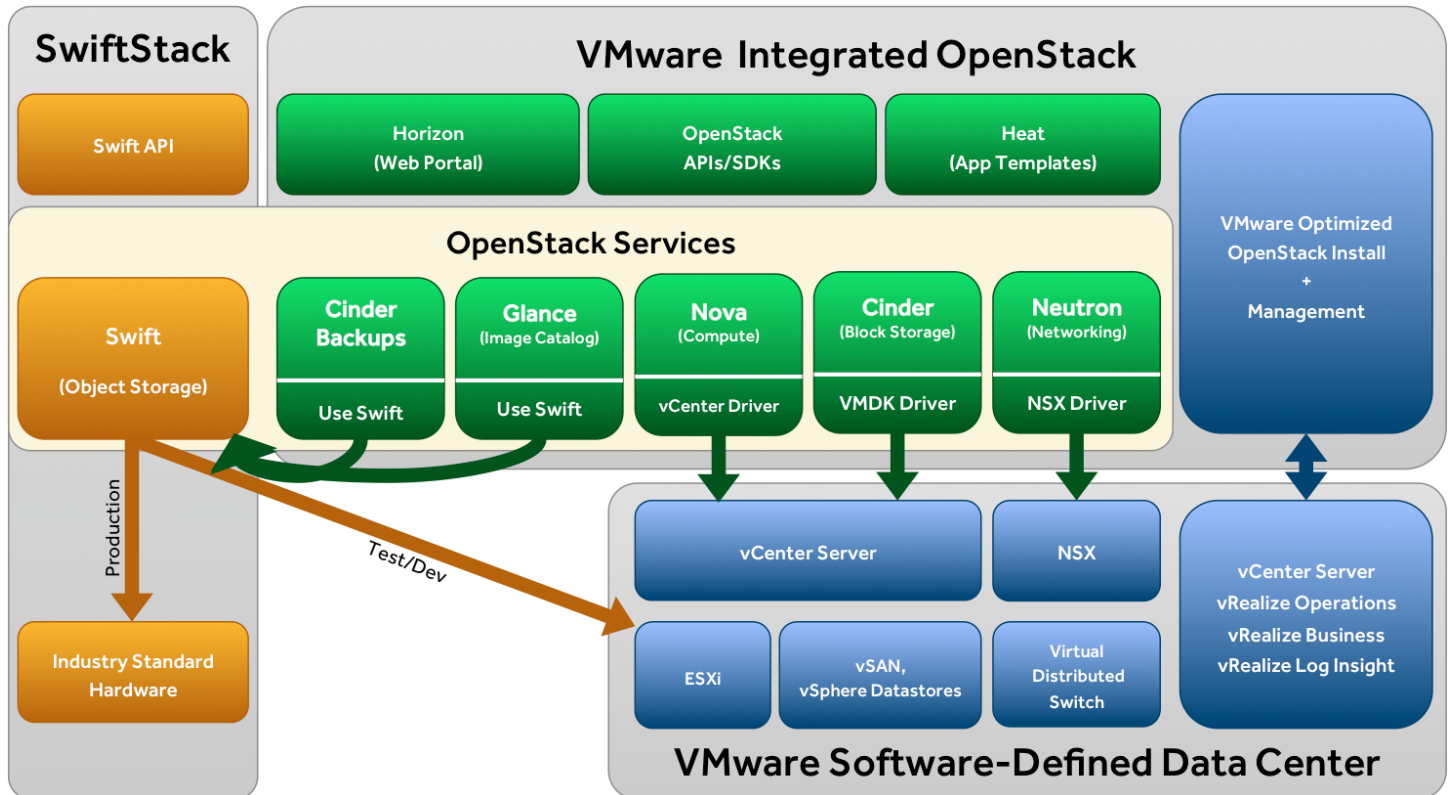 SwiftStack
VMware Integrated OpenStack
Swift API
Horizon
(Web Portal)
OpenStack
APIs/SDKs
Heat
(App Templates)
VMware Optimized
OpenStack Install
+
Management
OpenStack Services
Swift
(Object Storage)
Cinder
Backups
Use Swift
Glance
(Image Catalog)
Use Swift
Nova
(Compute)
vCenter Driver
Cinder
(Block Storage)
VMDK Driver
Neutron
(Networking)
NSX Driver
Production
Test/Dev
vCenter Server
NSX
vCenter Server
vRealize Operations
vRealize Business
vRealize Log Insight
Industry Standard
Hardware
ESXi
vSAN,
vSphere Datastores
Virtual
Distributed
Switch
VMware Software-Defined Data Center